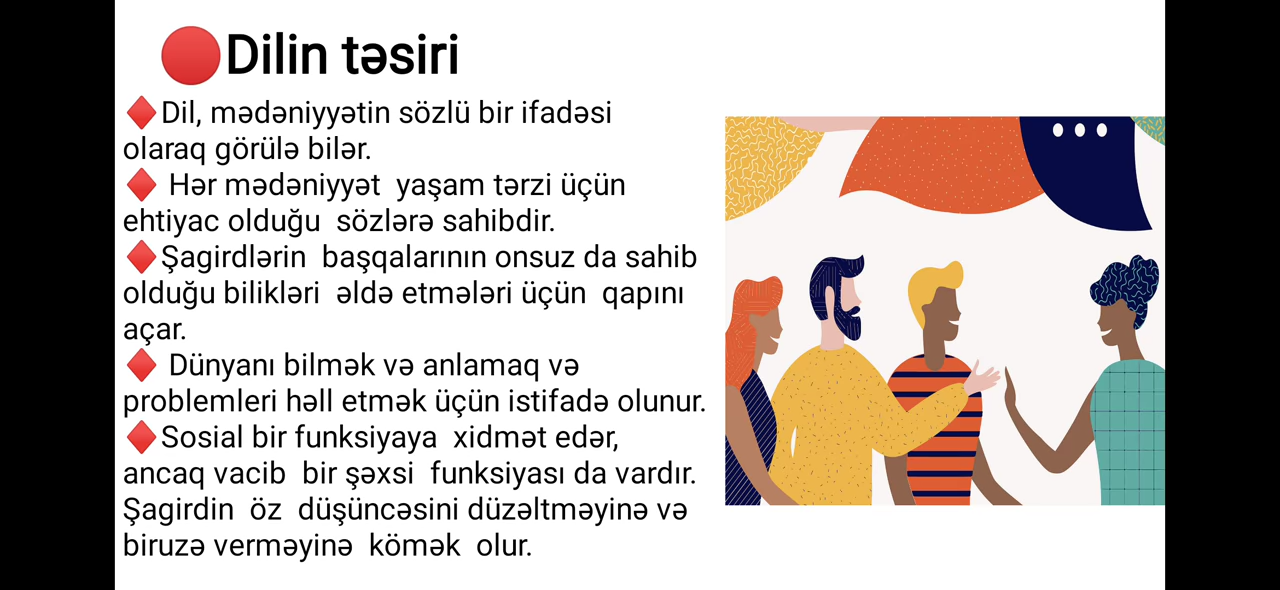 Dilin təsiri
Dil, mədəniyyətin sözlü bir ifadəsi
olaraq görülə bilər.
Hər mədəniyyət yaşam tərzi üçün
ehtiyac olduğu sözlərə sahibdir.
Şagirdlərin başqalarının onsuz da sahib
olduğu bilikləri əldə etmələri üçün qapını
açar.
Dünyanı bilmək və anlamaq və
problemleri həll etmək üçün istifadə olunur.
Sosial bir funksiyaya xidmət edər,
ancaq vacib bir şəxsi funksiyası da vardır.
Şagirdin öz düşüncəsini düzəltməyinə və
biruzə verməyinə kömək olur.